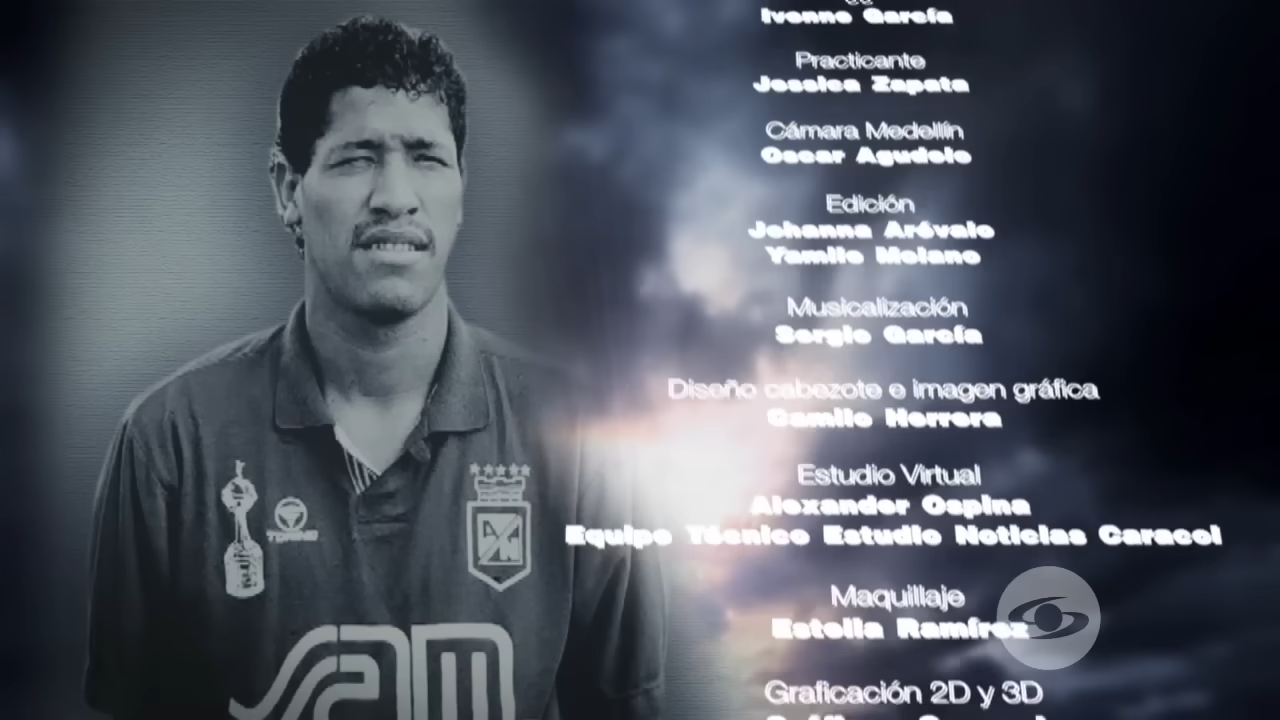 Ivonne García
Practicante
Jessica Zapata
Cámara Medellín
Oscar Agudelo
Edición
Johanna Arévalo
Yamile Molano
Musicalización
Sergio García
Diseño cabezote e imagen gráfica
Camilo Herrera
Estudio Virtual
Alexander Ospina
Equipo Técnico Estudio Noticias Caracol
Maquillaje
Estella Ramírez
Graficación 2D y 3D
AN
SAM